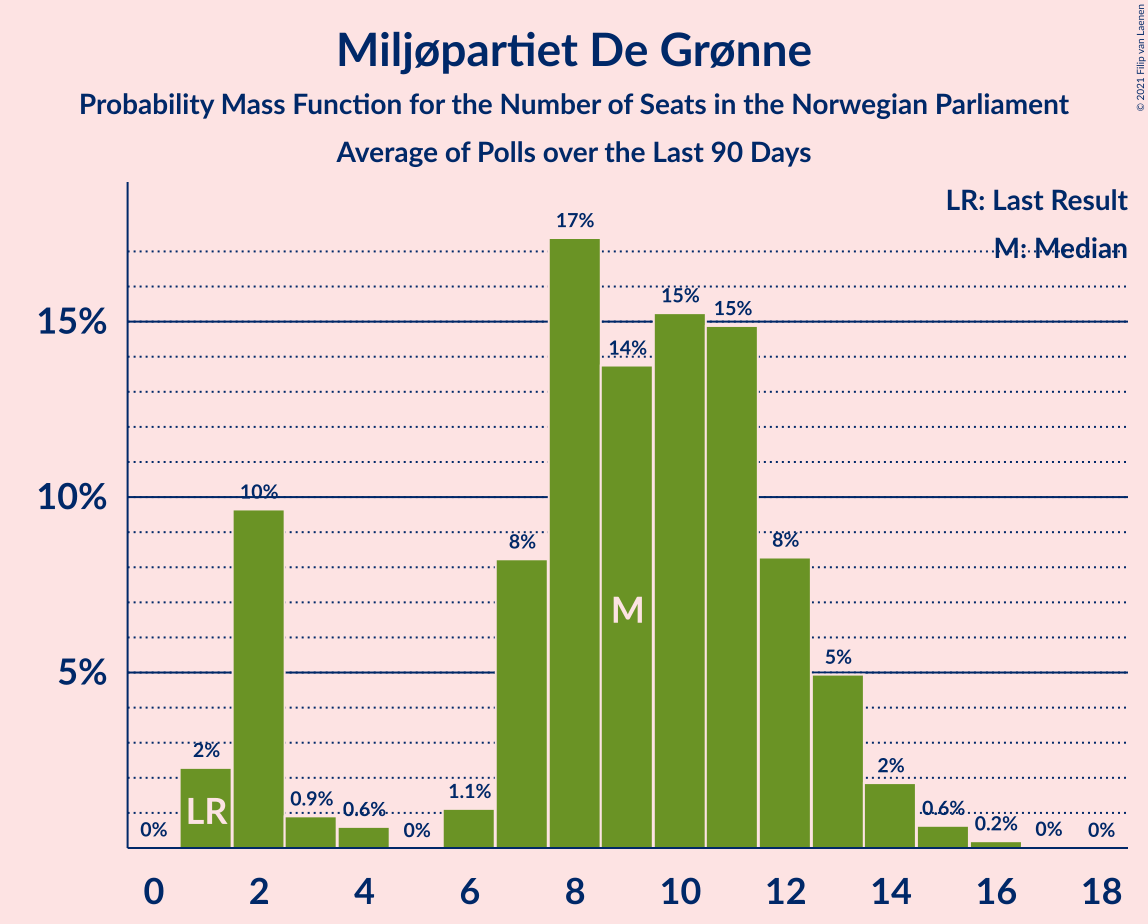 Miljøpartiet De Grønne
Probability Mass Function for the Number of Seats in the Norwegian Parliament
Average of Polls over the Last 90 Days
© 2021 Filip van Laenen
LR: Last Result
M: Median
17%
15%
15%
15%
14%
10%
10%
8%
8%
M
5%
5%
2%
2%
1.1%
0.9%
0.6%
0.6%
0.2%
LR
0%
0%
0%
0%
0 2 4 6 8 10 12 14 16 18